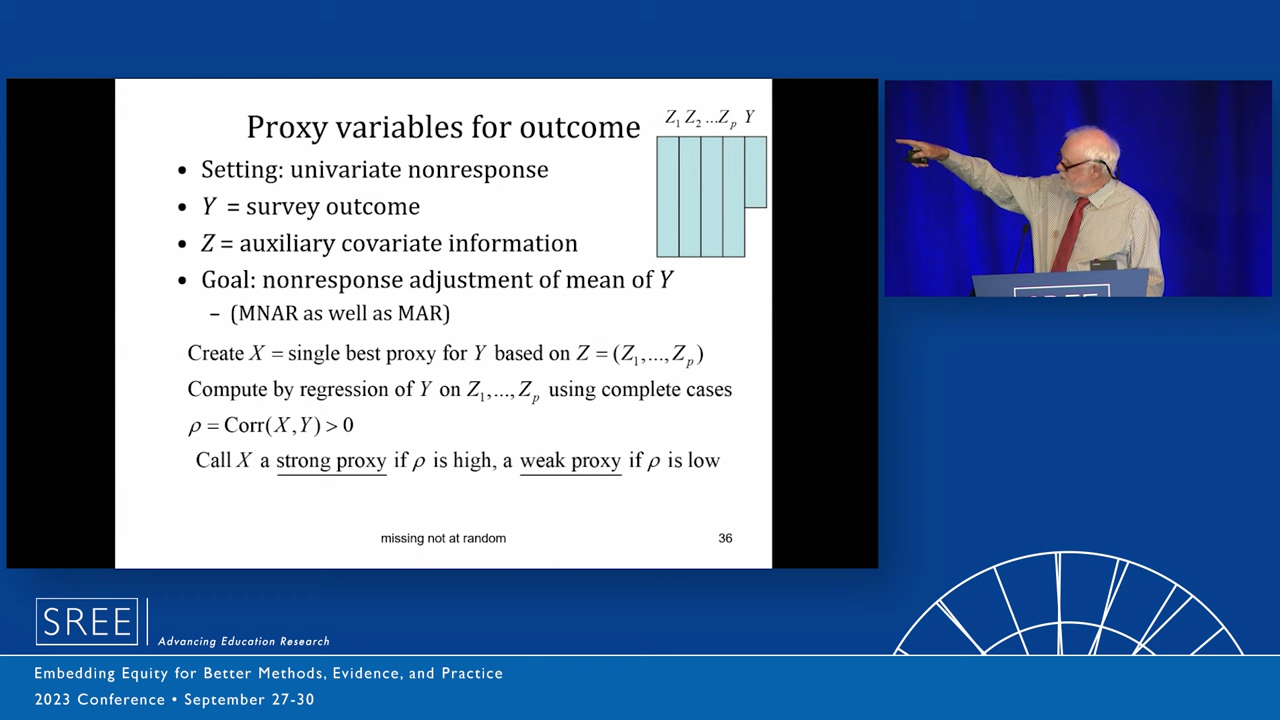 Proxy variables for outcome
Z1 Z2 ...Zp Y
• Setting: univariate nonresponse
• Y = survey outcome
• Z = auxiliary covariate information
• Goal: nonresponse adjustment of mean of Y
– (MNAR as well as MAR)
Create X = single best proxy for Y based on Z = (Z1,...,Zp)
Compute by regression of Y on Z1,...,Zp using complete cases
ρ = Corr(X,Y) > 0
Call X a strong proxy if ρ is high, a weak proxy if ρ is low
missing not at random
36
SREE
SREE
Advancing Education Research
Embedding Equity for Better Methods, Evidence, and Practice
2023 Conference • September 27-30